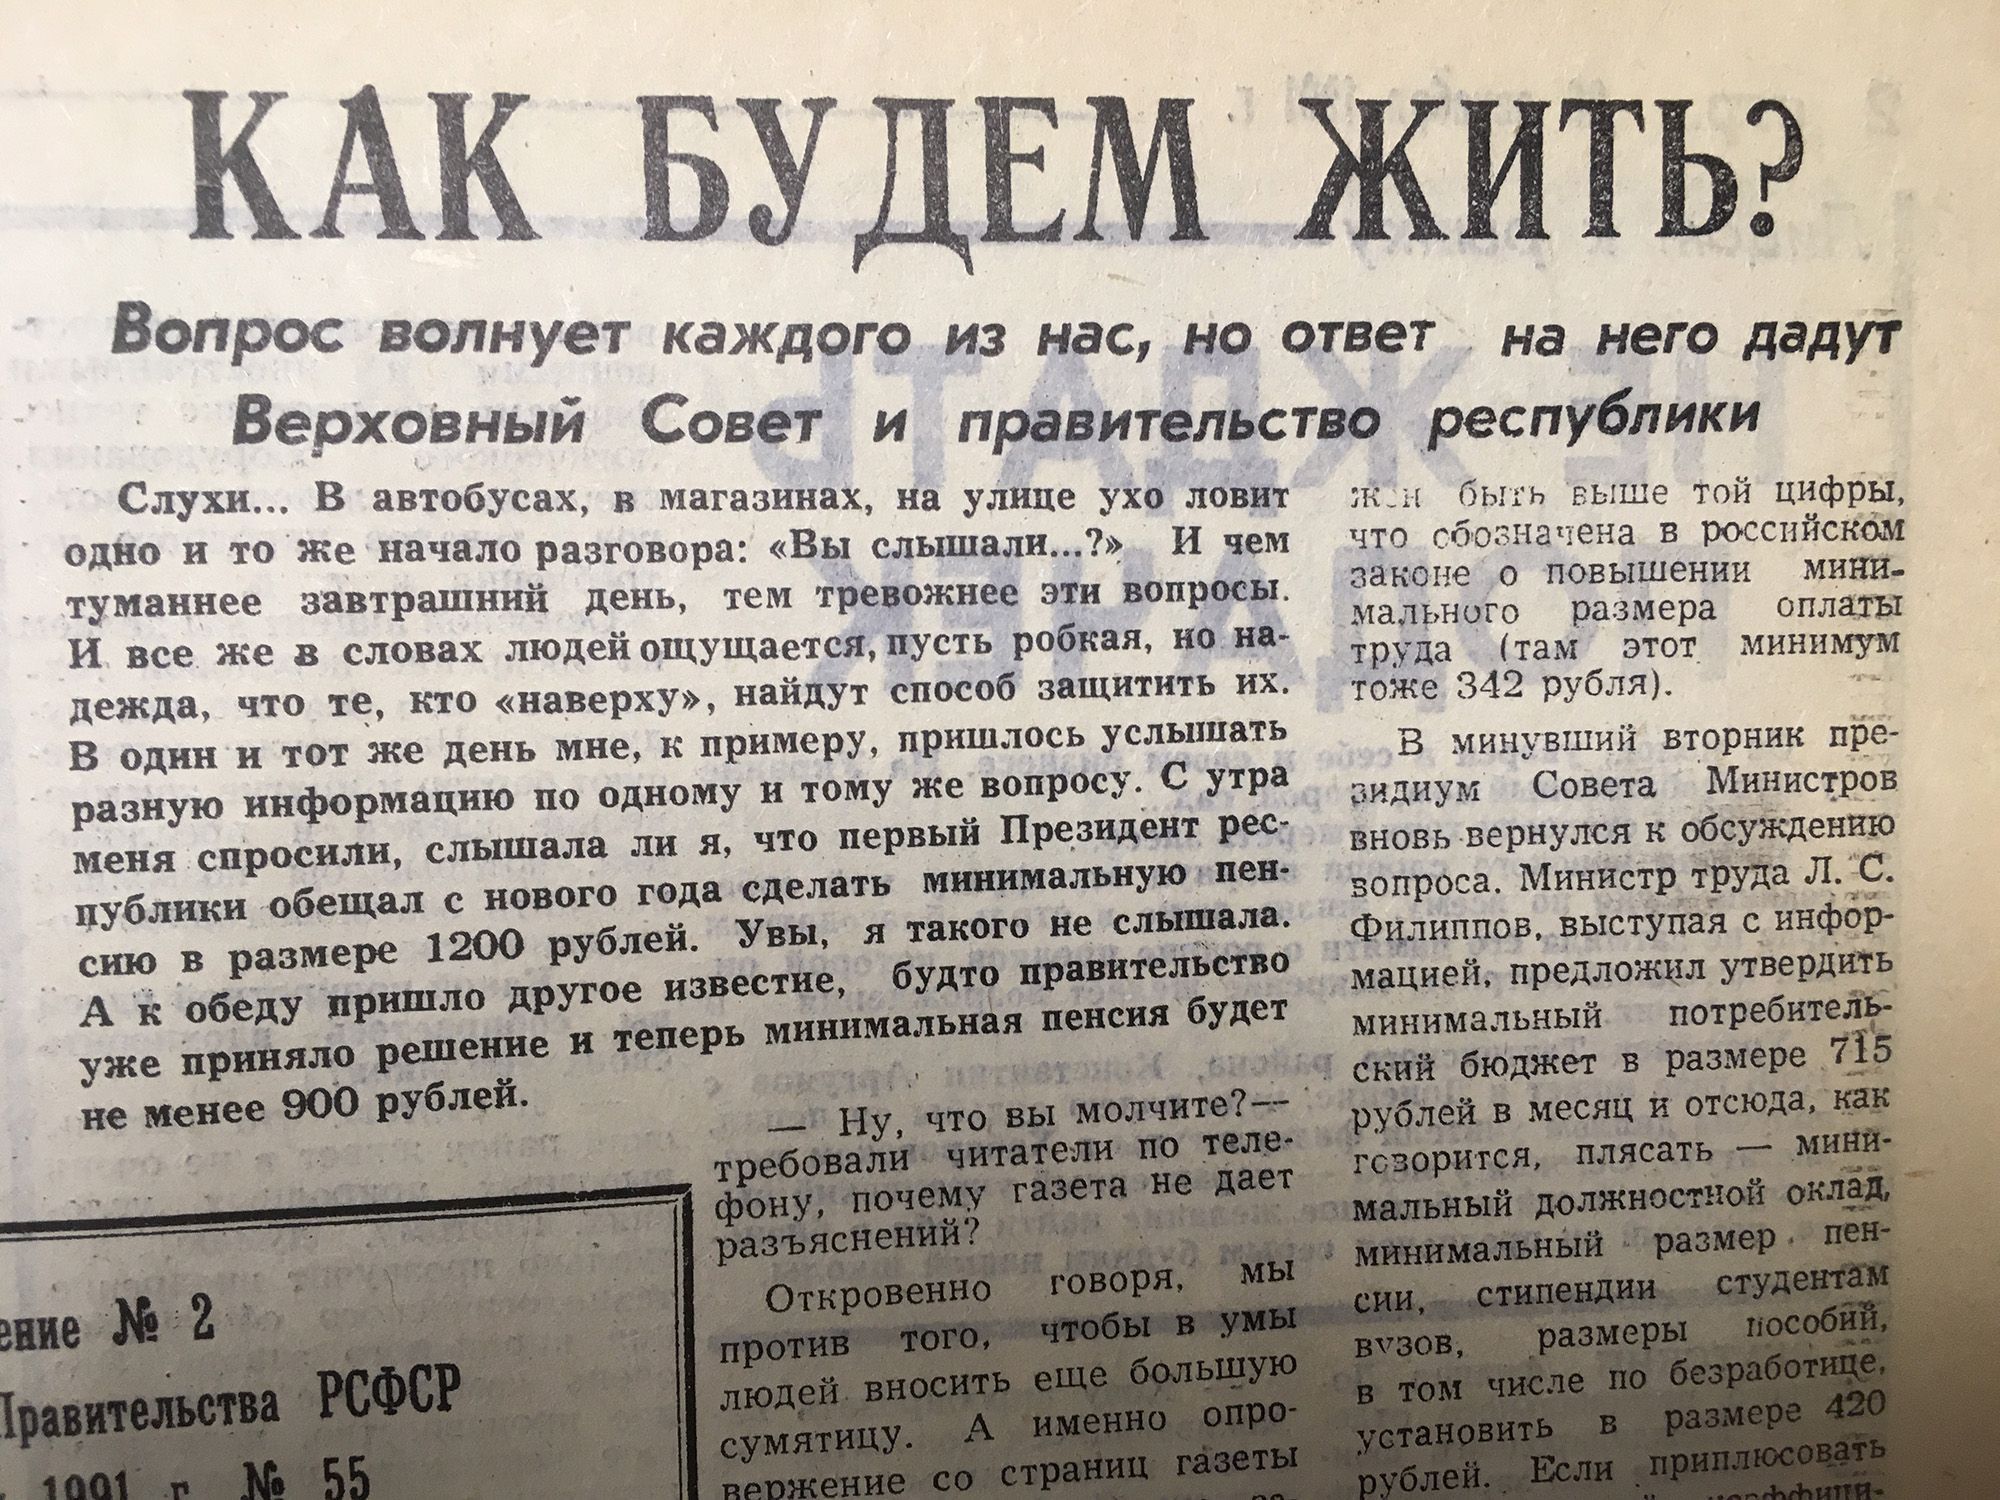 КАК БУДЕМ ЖИТЬ?
Вопрос волнует каждого из нас, но ответ на него дадут
Верховный Совет и правительство республики
Слухи... В автобусах, в магазинах, на улице ухо ловит
одно и то же начало разговора: «Вы слышали...?» И чем
туманнее завтрашний день, тем тревожнее эти вопросы.
И все же в словах людей ощущается, пусть робкая, но на-
дежда, что те, кто «наверху», найдут способ защитить их.
В один и тот же день мне, к примеру, пришлось услышать
разную информацию по одному и тому же вопросу. С утра
меня спросили, слышала ли я, что первый Президент рес-
публики обещал с нового года сделать минимальную пен-
сию в размере 1200 рублей. Увы, я такого не слышала.
А к обеду пришло другое известие, будто правительство
уже приняло решение и теперь минимальная пенсия будет
не менее 900 рублей.
— Ну, что вы молчите?—
требовали читатели по теле-
фону, почему газета не дает
разъяснений?
Откровенно говоря, мы
против того, чтобы в умы
людей вносить еще большую
сумятицу. А именно опро-
вержение со страниц газеты
жен быть выше той цифры,
что обозначена в российском
законе о повышении мини-
мального размера оплаты
труда (там этот минимум
тоже 342 рубля).
В минувший вторник пре-
зидиум Совета Министров
вновь вернулся к обсуждению
вопроса. Министр труда Л. С.
Филиппов, выступая с инфор-
мацией, предложил утвердить
минимальный потребитель-
ский бюджет в размере 715
рублей в месяц и отсюда, как
говорится, плясать — мини-
мальный должностной оклад,
минимальный размер пен-
сии, стипендии студентам
вузов, размеры пособий,
в том числе по безработице,
установить в размере 420
рублей. Если приплюсовать
ение № 2
Правительства РСФСР
1991 г. № 55